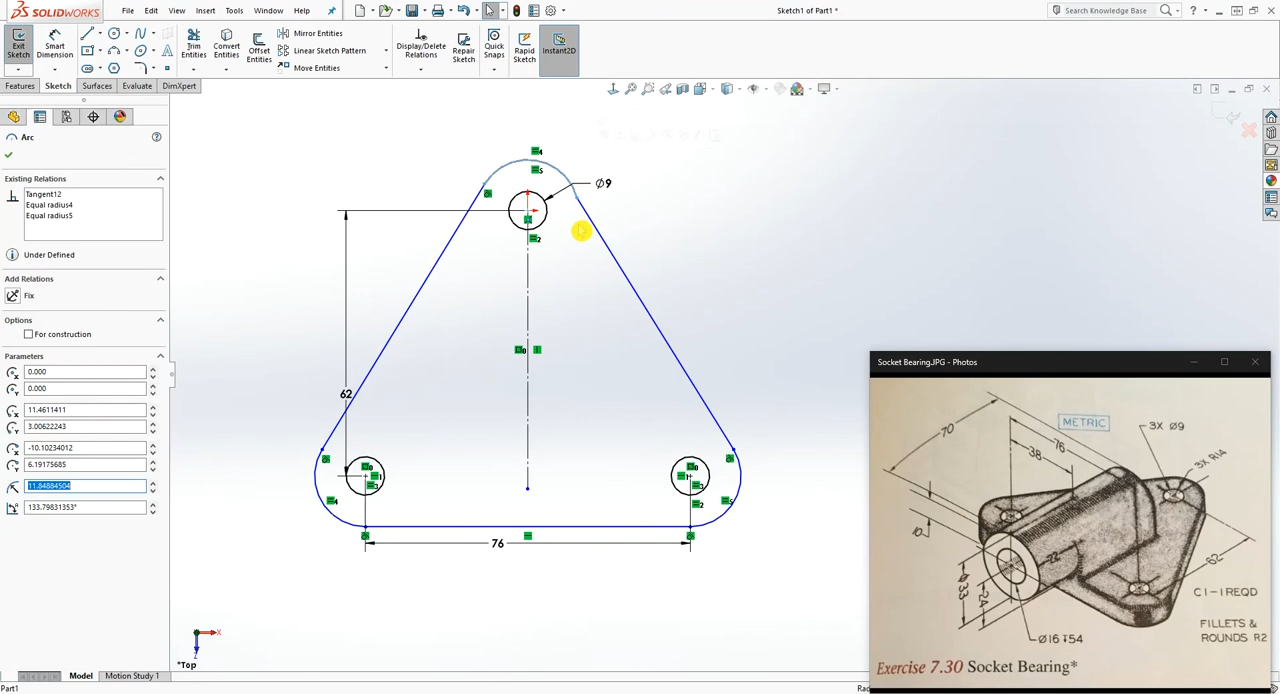 SOLIDWORKS
File Edit View Insert Tools Window Help
Sketch1 of Part1 *
Search Knowledge Base
Exit Sketch
Smart Dimension
Trim Entities
Convert Entities
Offset Entities
Mirror Entities
Linear Sketch Pattern
Move Entities
Display/Delete Relations
Repair Sketch
Quick Snaps
Rapid Sketch
Instant2D
Features Sketch Surfaces Evaluate DimXpert
Arc
Existing Relations
Tangent12
Equal radius4
Equal radius5
Under Defined
Add Relations
Fix
Options
For construction
Parameters
0.000
0.000
11.4611411
3.00622243
-10.10234012
6.19175685
11.84884504
133.79831353°
Ø9
62
76
*Top
Model Motion Study 1
Part1
Socket Bearing.JPG - Photos
METRIC
70
76
38
3X Ø9
3X R14
10
22
62
Ø33
24
C1-1REQD
FILLETS &
ROUNDS R2
Ø16↧54
Exercise 7.30 Socket Bearing*